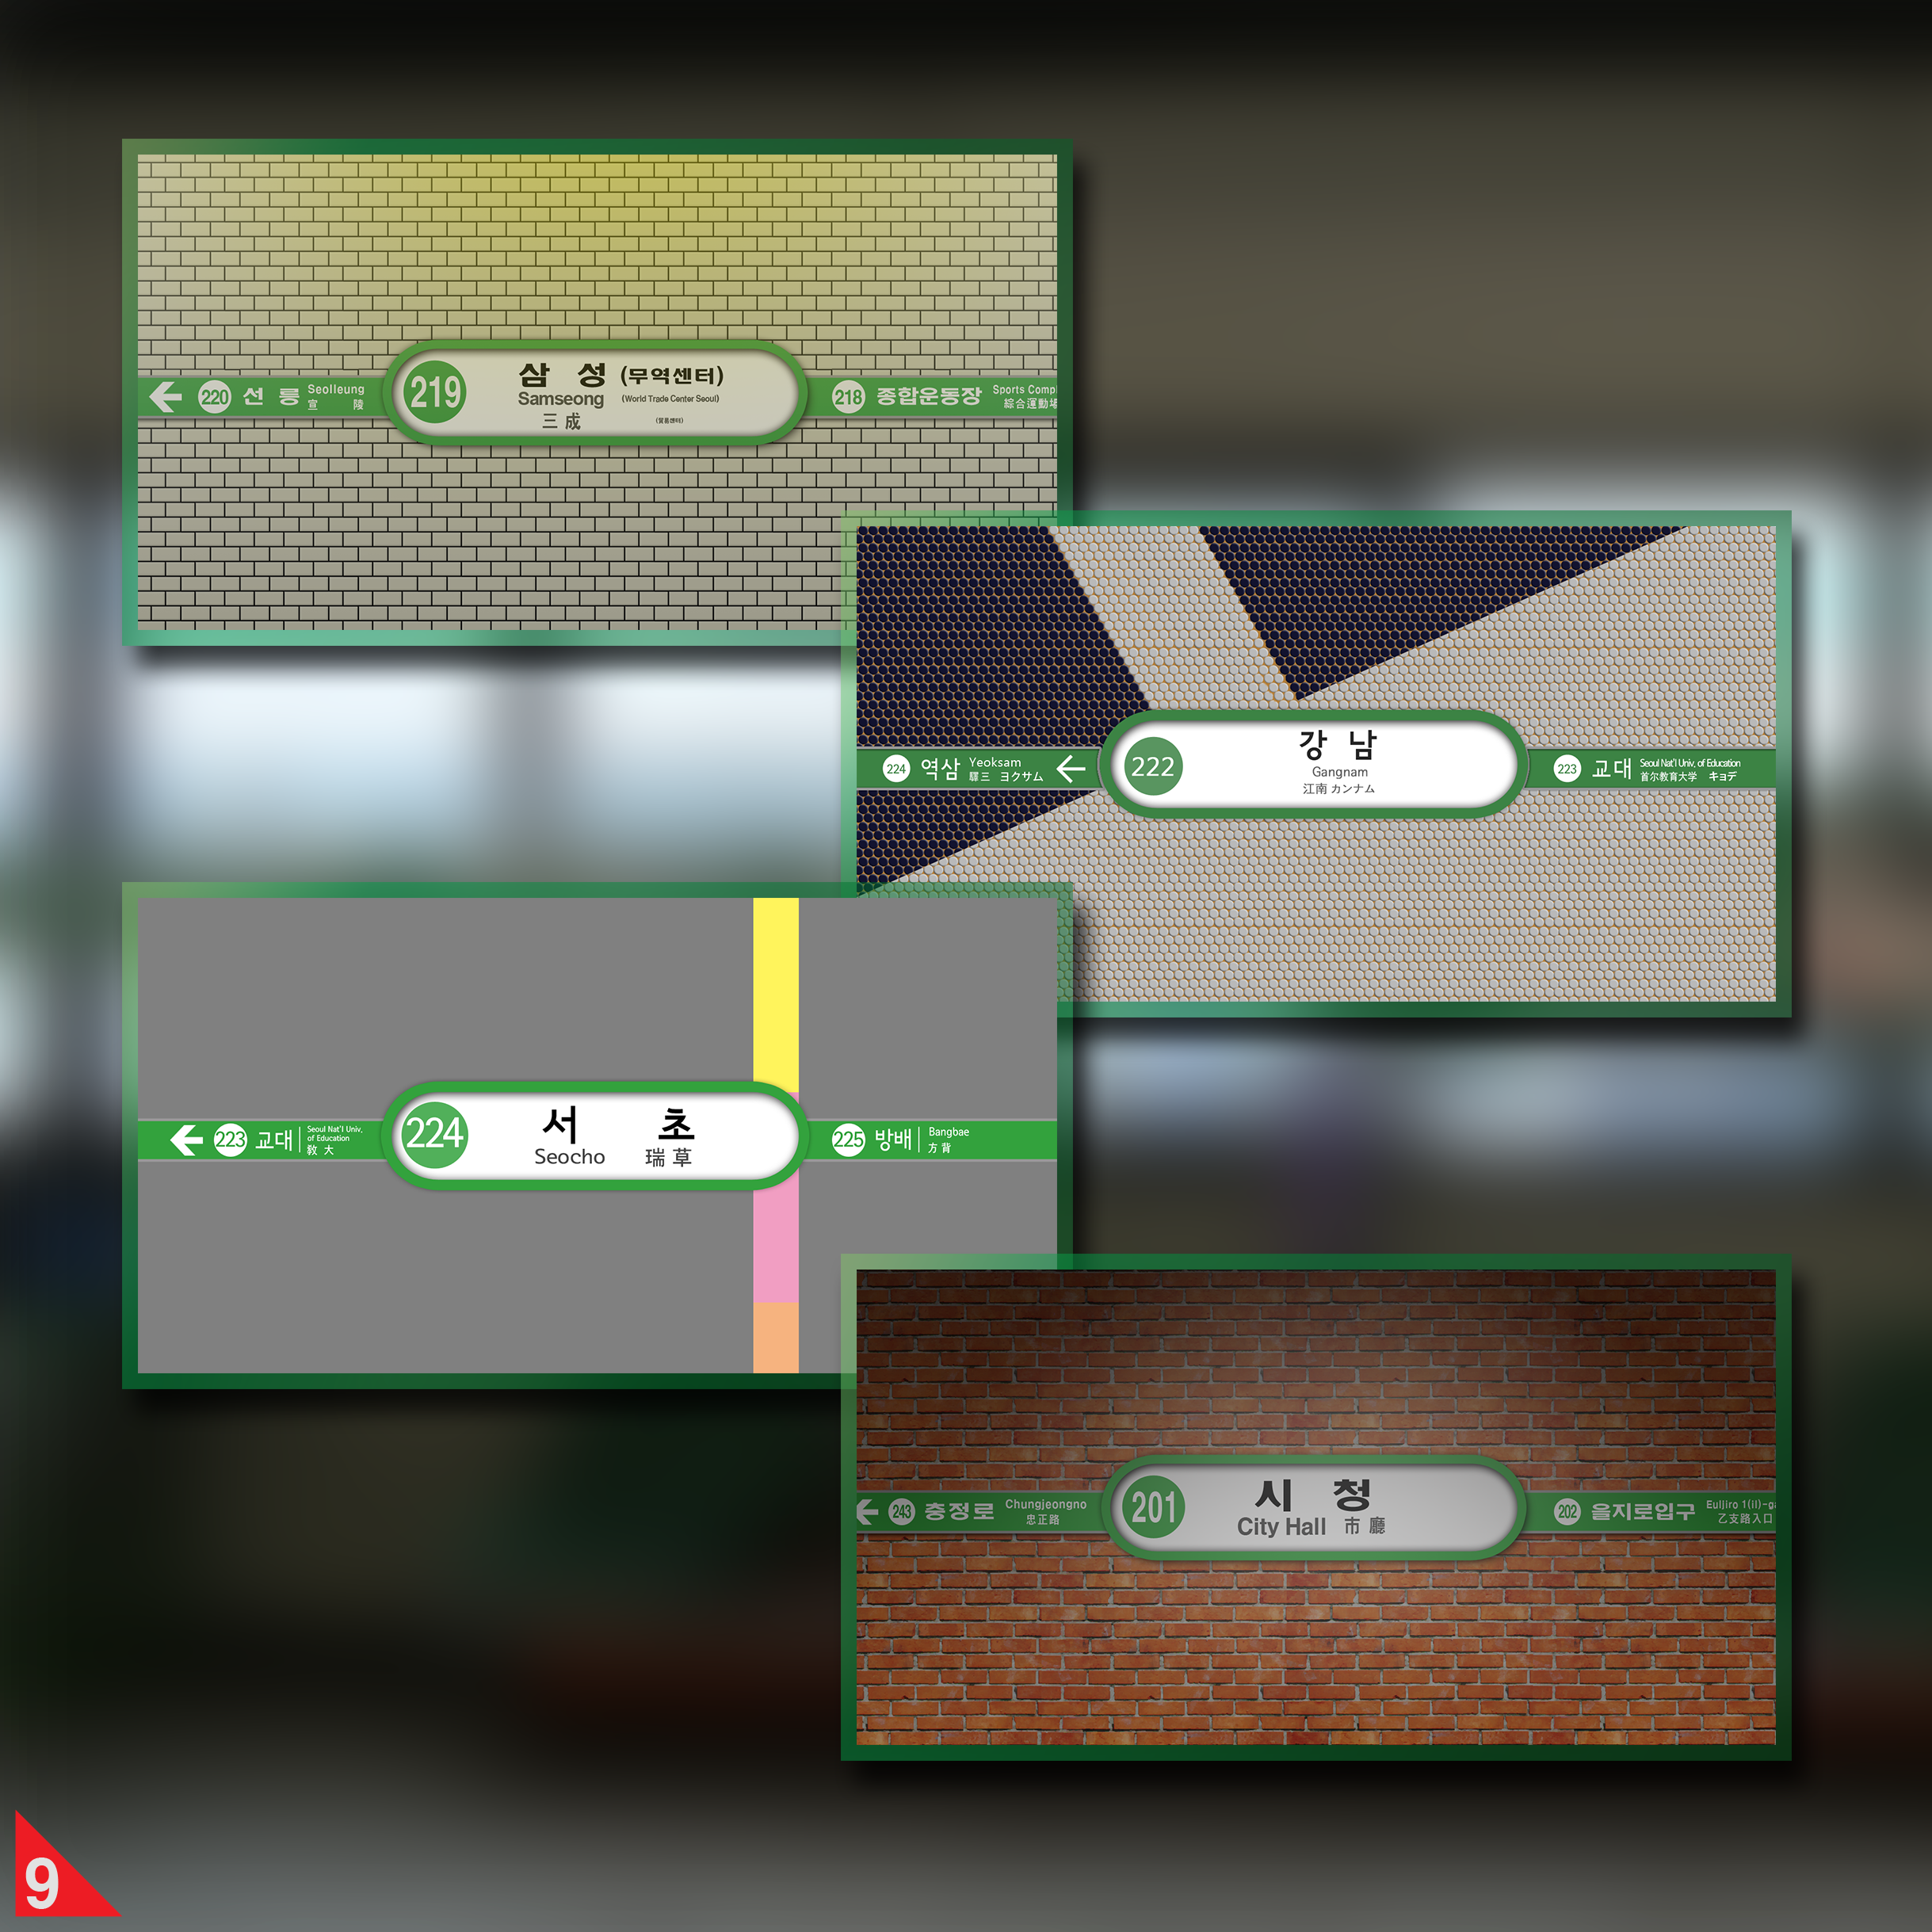 220 선 릉 Seolleung
宣 陵
219 삼 성 (무역센터)
Samseong (World Trade Center Seoul)
三 成 (貿易센터)
218 종합운동장 Sports Compl
綜合運動場
224 역삼 Yeoksam
驛三 ヨクサム
222 강 남
Gangnam
江南 カンナム
223 교대 Seoul Nat'l Univ. of Education
首尔教育大学 キョデ
223 교대 Seoul Nat'l Univ,
of Education
敎 大
224 서 초
Seocho 瑞 草
225 방배 Bangbae
方 背
243 충정로 Chungjeongno
忠正路
201 시 청
City Hall 市 廳
202 을지로입구 Euljiro 1(il)-ga
乙支路入口
9